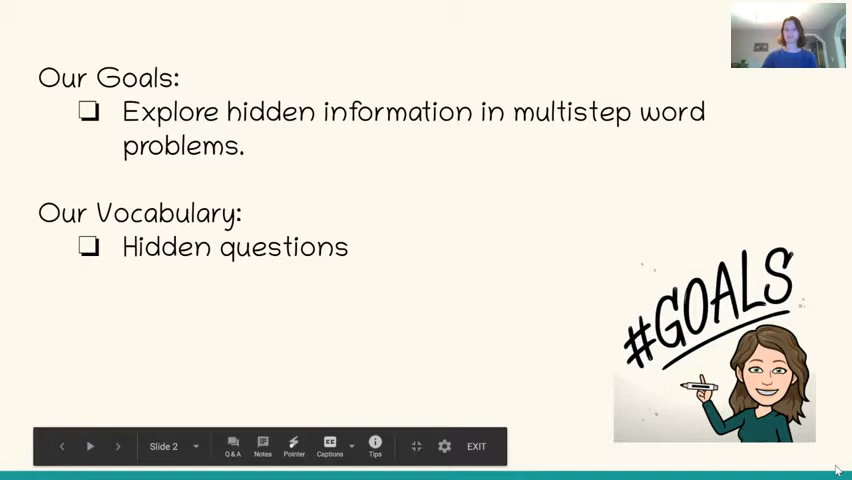 Our Goals:
❏ Explore hidden information in multistep word
problems.
Our Vocabulary:
❏ Hidden questions
#GOALS
Slide 2
Q & A
Notes
Pointer
CC
Captions
Tips
EXIT